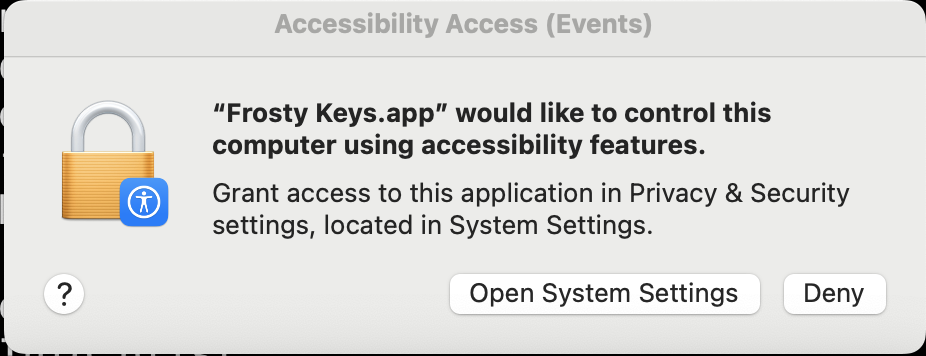 Accessibility Access (Events)
“Frosty Keys.app” would like to control this
computer using accessibility features.
Grant access to this application in Privacy & Security
settings, located in System Settings.
?
Open System Settings
Deny